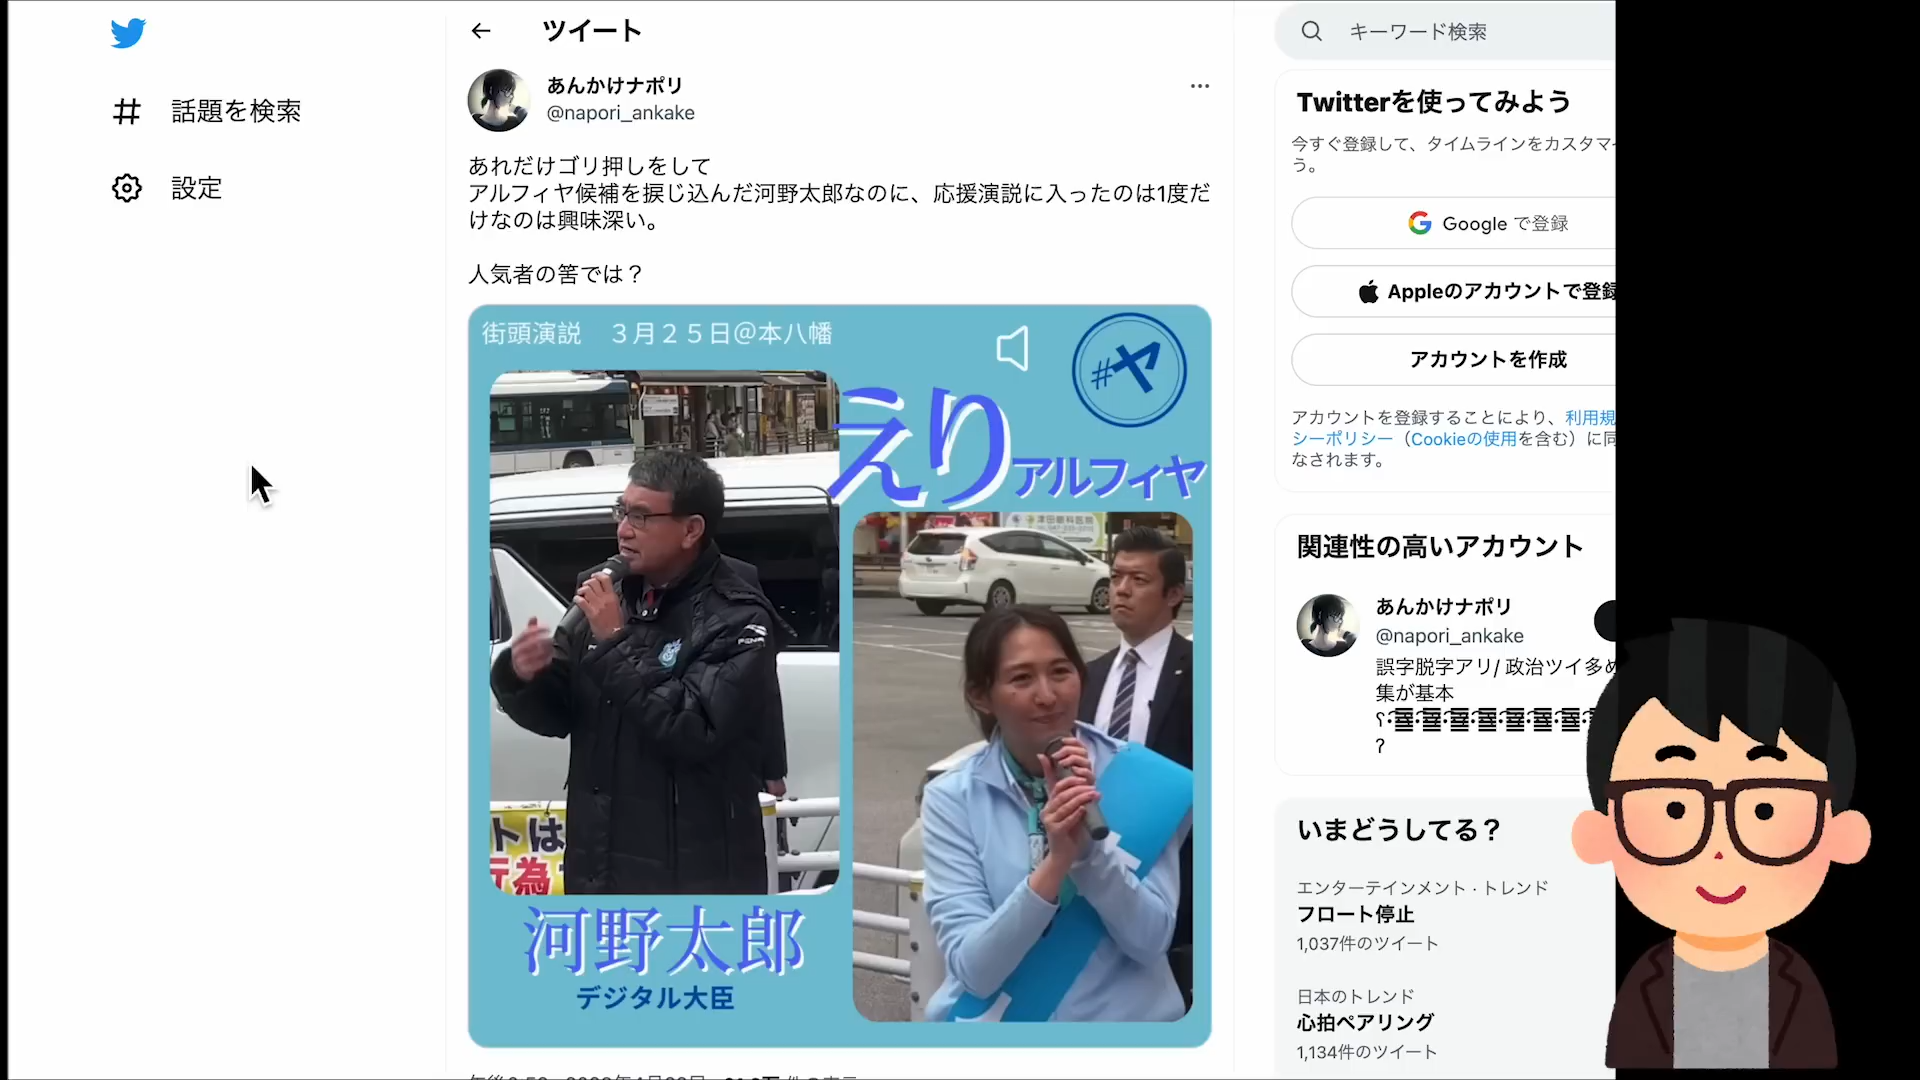 話題を検索
設定
ツイート
あんかけナポリ
@napori_ankake
あれだけゴリ押しをして
アルフィヤ候補を捩じ込んだ河野太郎なのに、応援演説に入ったのは1度だ
けなのは興味深い。
人気者の筈では？
街頭演説　３月２５日@本八幡
#ヤ
えりアルフィヤ
トは
行為
河野太郎
デジタル大臣
キーワード検索
Twitterを使ってみよう
今すぐ登録して、タイムラインをカスタマイ
う。
Google で登録
Appleのアカウントで登録
アカウントを作成
アカウントを登録することにより、利用規
シーポリシー（Cookieの使用を含む）に同
なされます。
関連性の高いアカウント
あんかけナポリ
@napori_ankake
誤字脱字アリ/ 政治ツイ多め
集が基本
?
いまどうしてる？
エンターテインメント · トレンド
フロート停止
1,037件のツイート
日本のトレンド
心拍ペアリング
1,134件のツイート